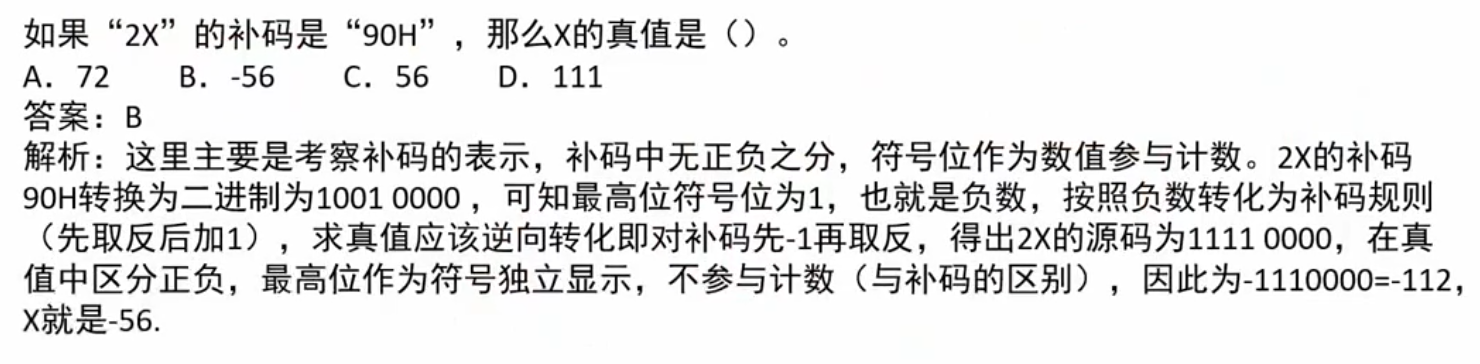 如果“2X”的补码是“90H”，那么X的真值是（）。
A．72  B．-56  C．56  D．111
答案：B
解析：这里主要是考察补码的表示，补码中无正负之分，符号位作为数值参与计数。2X的补码
90H转换为二进制为1001 0000，可知最高位符号位为1，也就是负数，按照负数转化为补码规则
（先取反后加1），求真值应该逆向转化即对补码先-1再取反，得出2X的源码为1111 0000，在真
值中区分正负，最高位作为符号独立显示，不参与计数（与补码的区别），因此为-1110000=-112，
X就是-56.